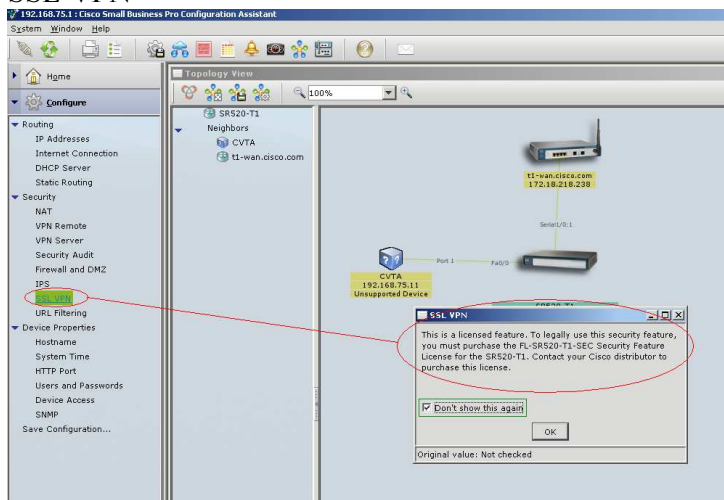 SSL VPN
192.168.75.1 : Cisco Small Business Pro Configuration Assistant
System Window Help
Home
Configure
Routing
IP Addresses
Internet Connection
DHCP Server
Static Routing
Security
NAT
VPN Remote
VPN Server
Security Audit
Firewall and DMZ
IPS
SSL VPN
URL Filtering
Device Properties
Hostname
System Time
HTTP Port
Users and Passwords
Device Access
SNMP
Save Configuration...
Topology View
100%
SR520-T1
Neighbors
CVTA
t1-wan.cisco.com
t1-wan.cisco.com
172.18.218.238
Serial1/0:1
Port 1
Fa0/0
CVTA
192.168.75.11
Unsupported Device
SR520-T1
SSL VPN
This is a licensed feature. To legally use this security feature,
you must purchase the FL-SR520-T1-SEC Security Feature
License for the SR520-T1. Contact your Cisco distributor to
purchase this license.
Don't show this again
OK
Original value: Not checked